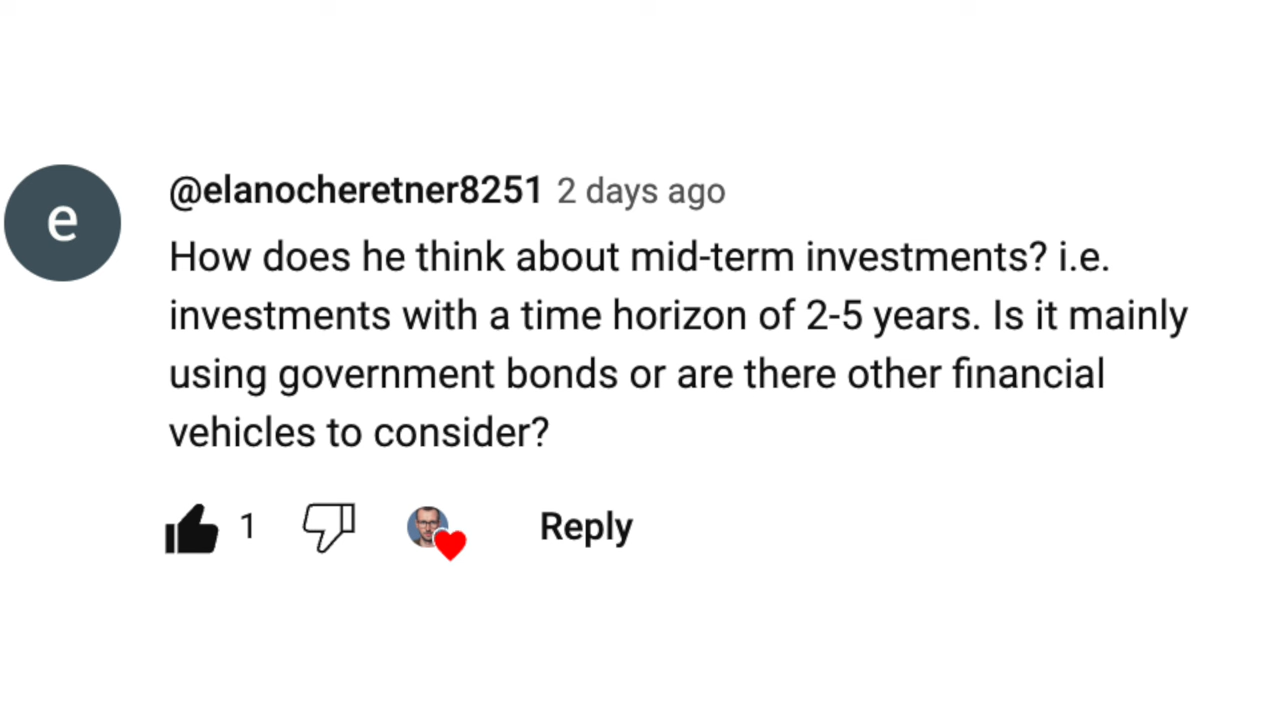 e
@elanocheretner8251 2 days ago
How does he think about mid-term investments? i.e.
investments with a time horizon of 2-5 years. Is it mainly
using government bonds or are there other financial
vehicles to consider?
1 Reply